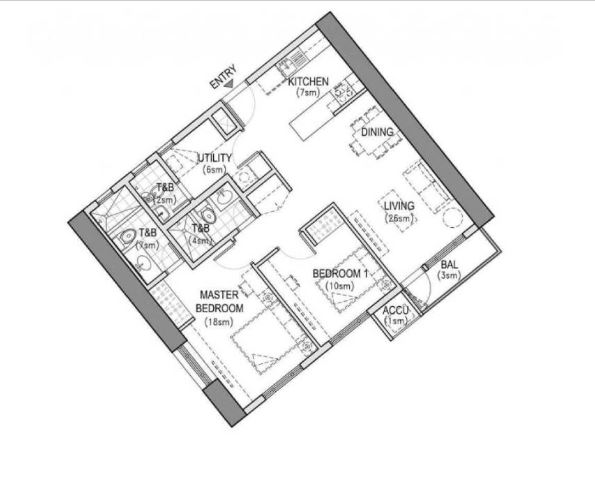 ENTRY
KITCHEN
(7sm)
DINING
UTILITY
(6sm)
T&B
(2sm)
LIVING
(26sm)
T&B
(4sm)
T&B
(7sm)
BAL
(3sm)
BEDROOM 1
(10sm)
MASTER
BEDROOM
(18sm)
ACCU
(1sm)